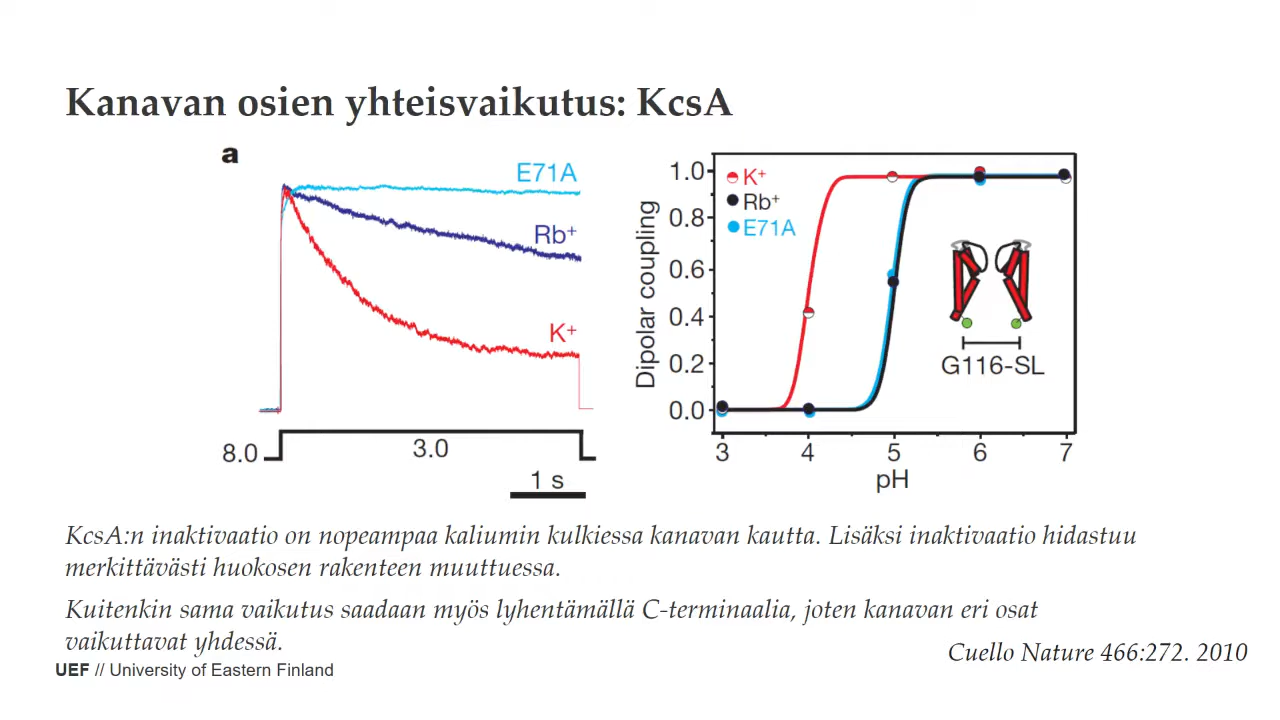 Kanavan osien yhteisvaikutus: KcsA
a
E71A
Rb⁺
K⁺
8.0
3.0
1 s
Dipolar coupling
1.0
0.8
0.6
0.4
0.2
0.0
K⁺
Rb⁺
E71A
G116-SL
3 4 5 6 7
pH
KcsA:n inaktivaatio on nopeampaa kaliumin kulkiessa kanavan kautta. Lisäksi inaktivaatio hidastuu
merkittävästi huokosen rakenteen muuttuessa.
Kuitenkin sama vaikutus saadaan myös lyhentämällä C-terminaalia, joten kanavan eri osat
vaikuttavat yhdessä.
Cuello Nature 466:272. 2010
UEF // University of Eastern Finland